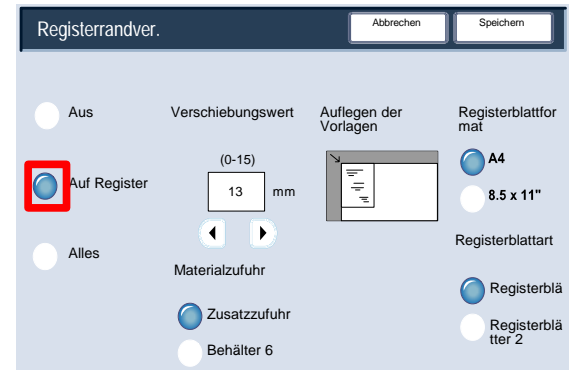 Registerrandver.
Abbrechen
Speichern
Aus
Auf Register
Alles
Verschiebungswert
(0-15)
13 mm
Materialzufuhr
Zusatzzufuhr
Behälter 6
Auflegen der
Vorlagen
Registerblattfor
mat
A4
8.5 x 11"
Registerblattart
Registerblä
Registerblä
tter 2